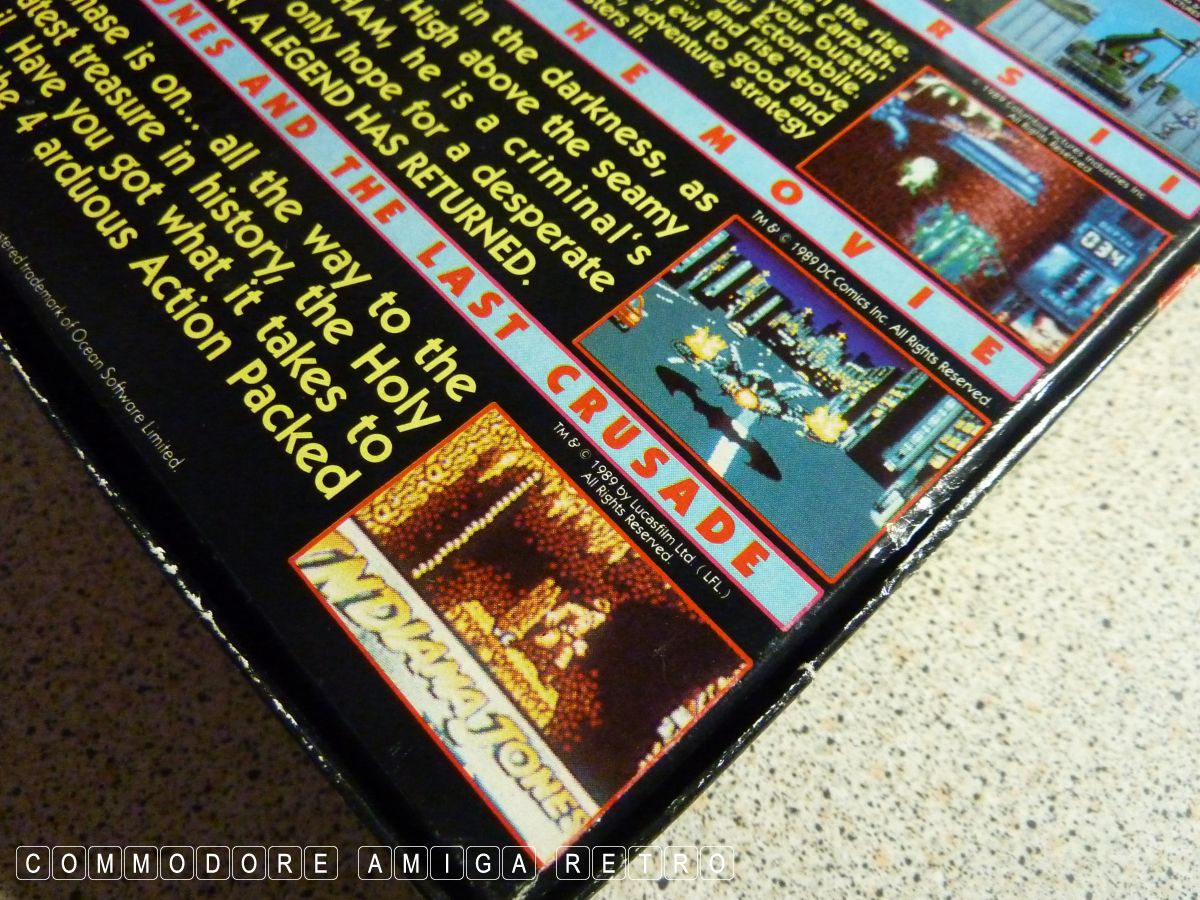 R S I I
n the rise
the Carpath,
your bustin'
ur Ectomobile.
... and rise above
evil to good and
adventure, strategy
ters II.
© 1989 Columbia Pictures Industries Inc.
All Rights Reserved.
034
H E M O V I E
in the darkness, as
High above the seamy
HAM, he is a criminal's
only hope for a desperate
N. A LEGEND HAS RETURNED.
TM & © 1989 DC Comics Inc. All Rights Reserved.
ONES AND THE LAST CRUSADE
hase is on... all the way to the
atest treasure in history, the Holy
Have you got what it takes to
the 4 arduous Action Packed
TM & © 1989 by Lucasfilm Ltd. (LFL.)
All Rights Reserved.
INDIANA JONES
stered trademark of Ocean Software Limited.
COMMODORE AMIGA RETRO